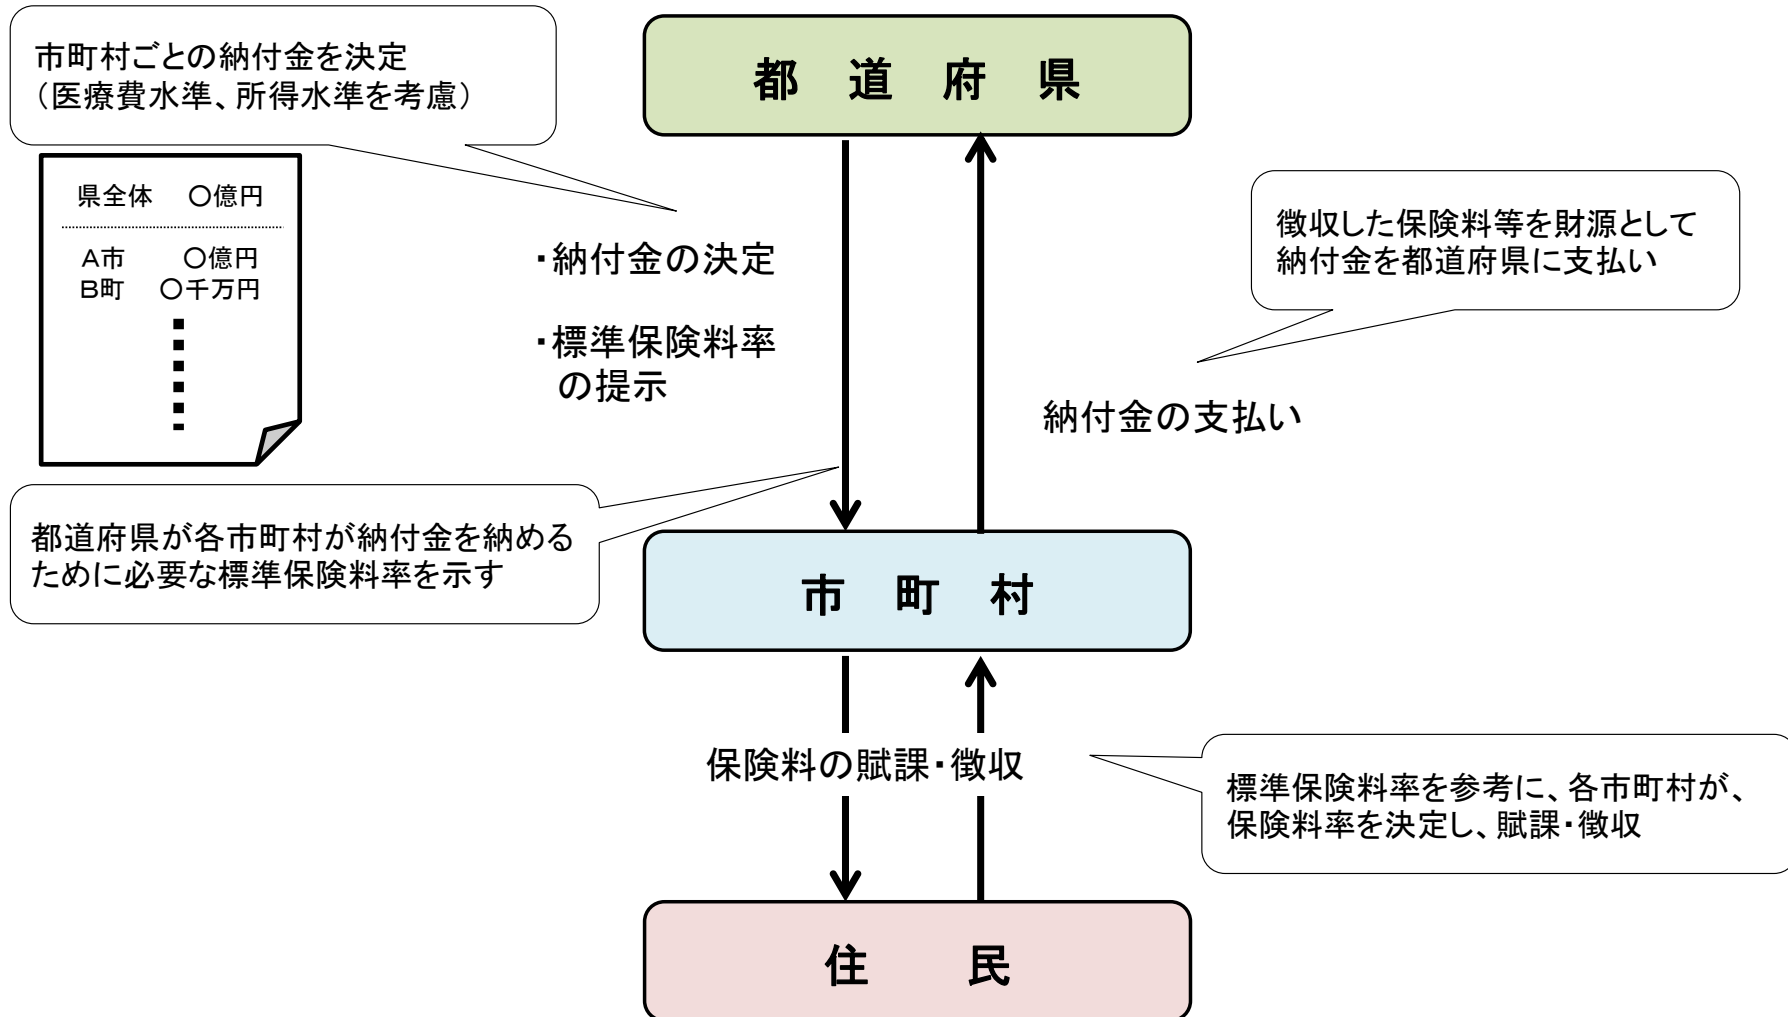 市町村ごとの納付金を決定
（医療費水準、所得水準を考慮）
都道府県
県全体 ○億円
A市 ○億円
B町 ○千万円
・納付金の決定
・標準保険料率
の提示
徴収した保険料等を財源として
納付金を都道府県に支払い
納付金の支払い
都道府県が各市町村が納付金を納める
ために必要な標準保険料率を示す
市町村
保険料の賦課・徴収
標準保険料率を参考に、各市町村が、
保険料率を決定し、賦課・徴収
住民